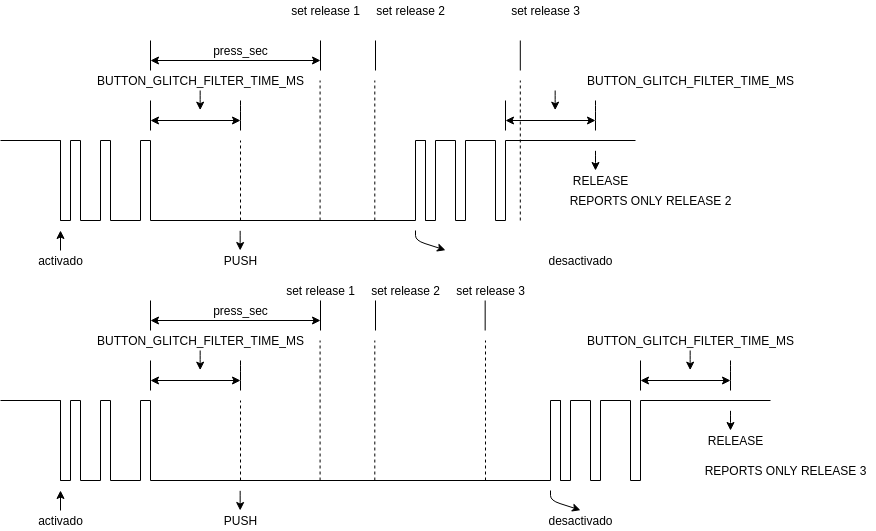 set release 1 set release 2 set release 3
press_sec
BUTTON_GLITCH_FILTER_TIME_MS BUTTON_GLITCH_FILTER_TIME_MS
RELEASE
REPORTS ONLY RELEASE 2
activado PUSH desactivado
set release 1 set release 2 set release 3
press_sec
BUTTON_GLITCH_FILTER_TIME_MS BUTTON_GLITCH_FILTER_TIME_MS
RELEASE
REPORTS ONLY RELEASE 3
activado PUSH desactivado